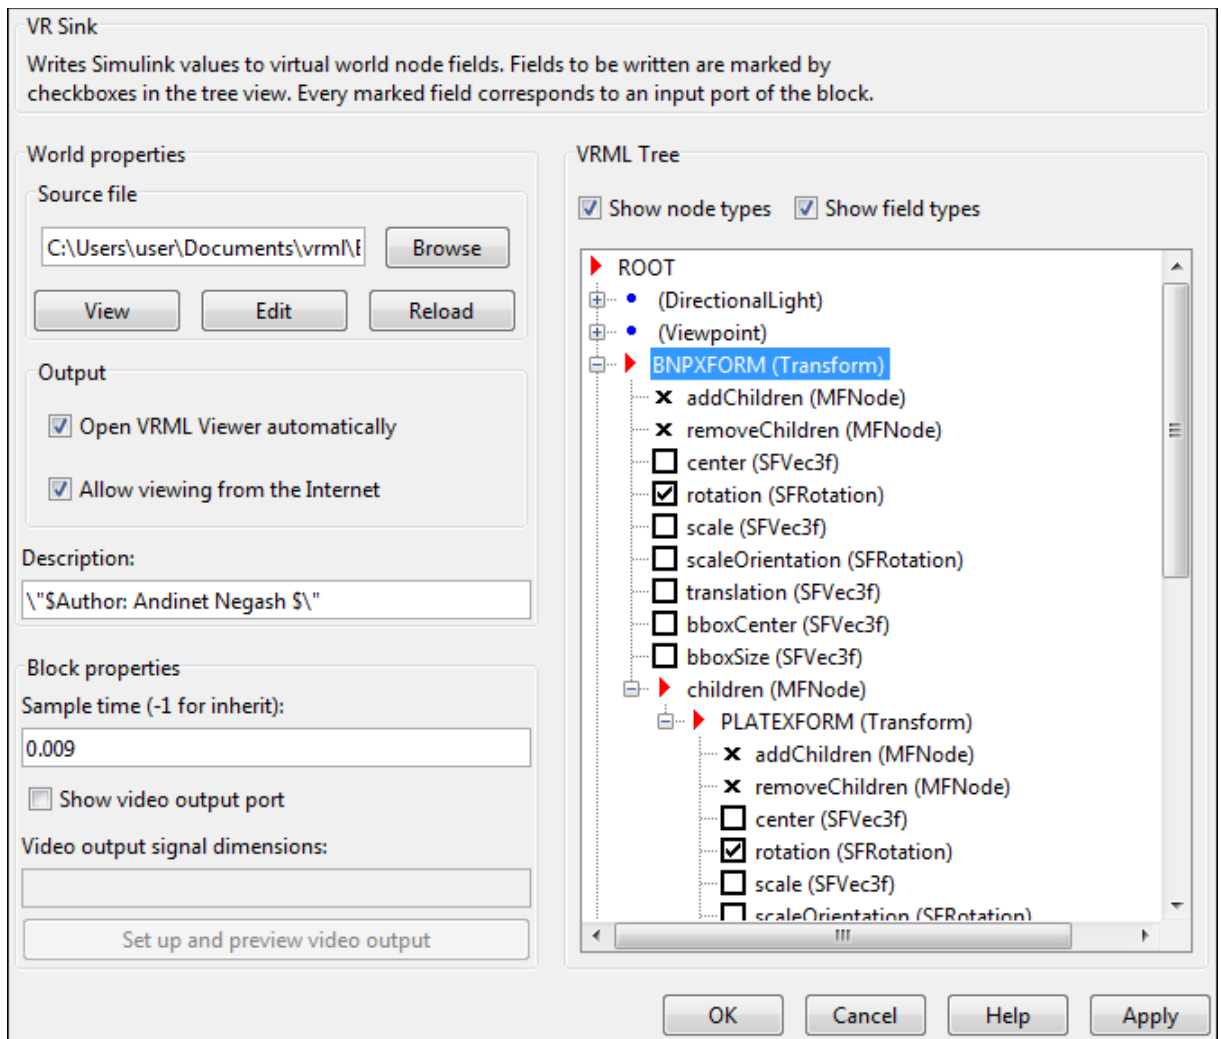 VR Sink
Writes Simulink values to virtual world node fields. Fields to be written are marked by
checkboxes in the tree view. Every marked field corresponds to an input port of the block.
World properties
Source file
C:\Users\user\Documents\vrml\
Browse
View
Edit
Reload
Output
Open VRML Viewer automatically
Allow viewing from the Internet
Description:
\"$Author: Andinet Negash $\"
Block properties
Sample time (-1 for inherit):
0.009
Show video output port
Video output signal dimensions:
Set up and preview video output
VRML Tree
Show node types
Show field types
ROOT
(DirectionalLight)
(Viewpoint)
BNPXFORM (Transform)
addChildren (MFNode)
removeChildren (MFNode)
center (SFVec3f)
rotation (SFRotation)
scale (SFVec3f)
scaleOrientation (SFRotation)
translation (SFVec3f)
bboxCenter (SFVec3f)
bboxSize (SFVec3f)
children (MFNode)
PLATEXFORM (Transform)
addChildren (MFNode)
removeChildren (MFNode)
center (SFVec3f)
rotation (SFRotation)
scale (SFVec3f)
scaleOrientation (SFRotation)
OK
Cancel
Help
Apply